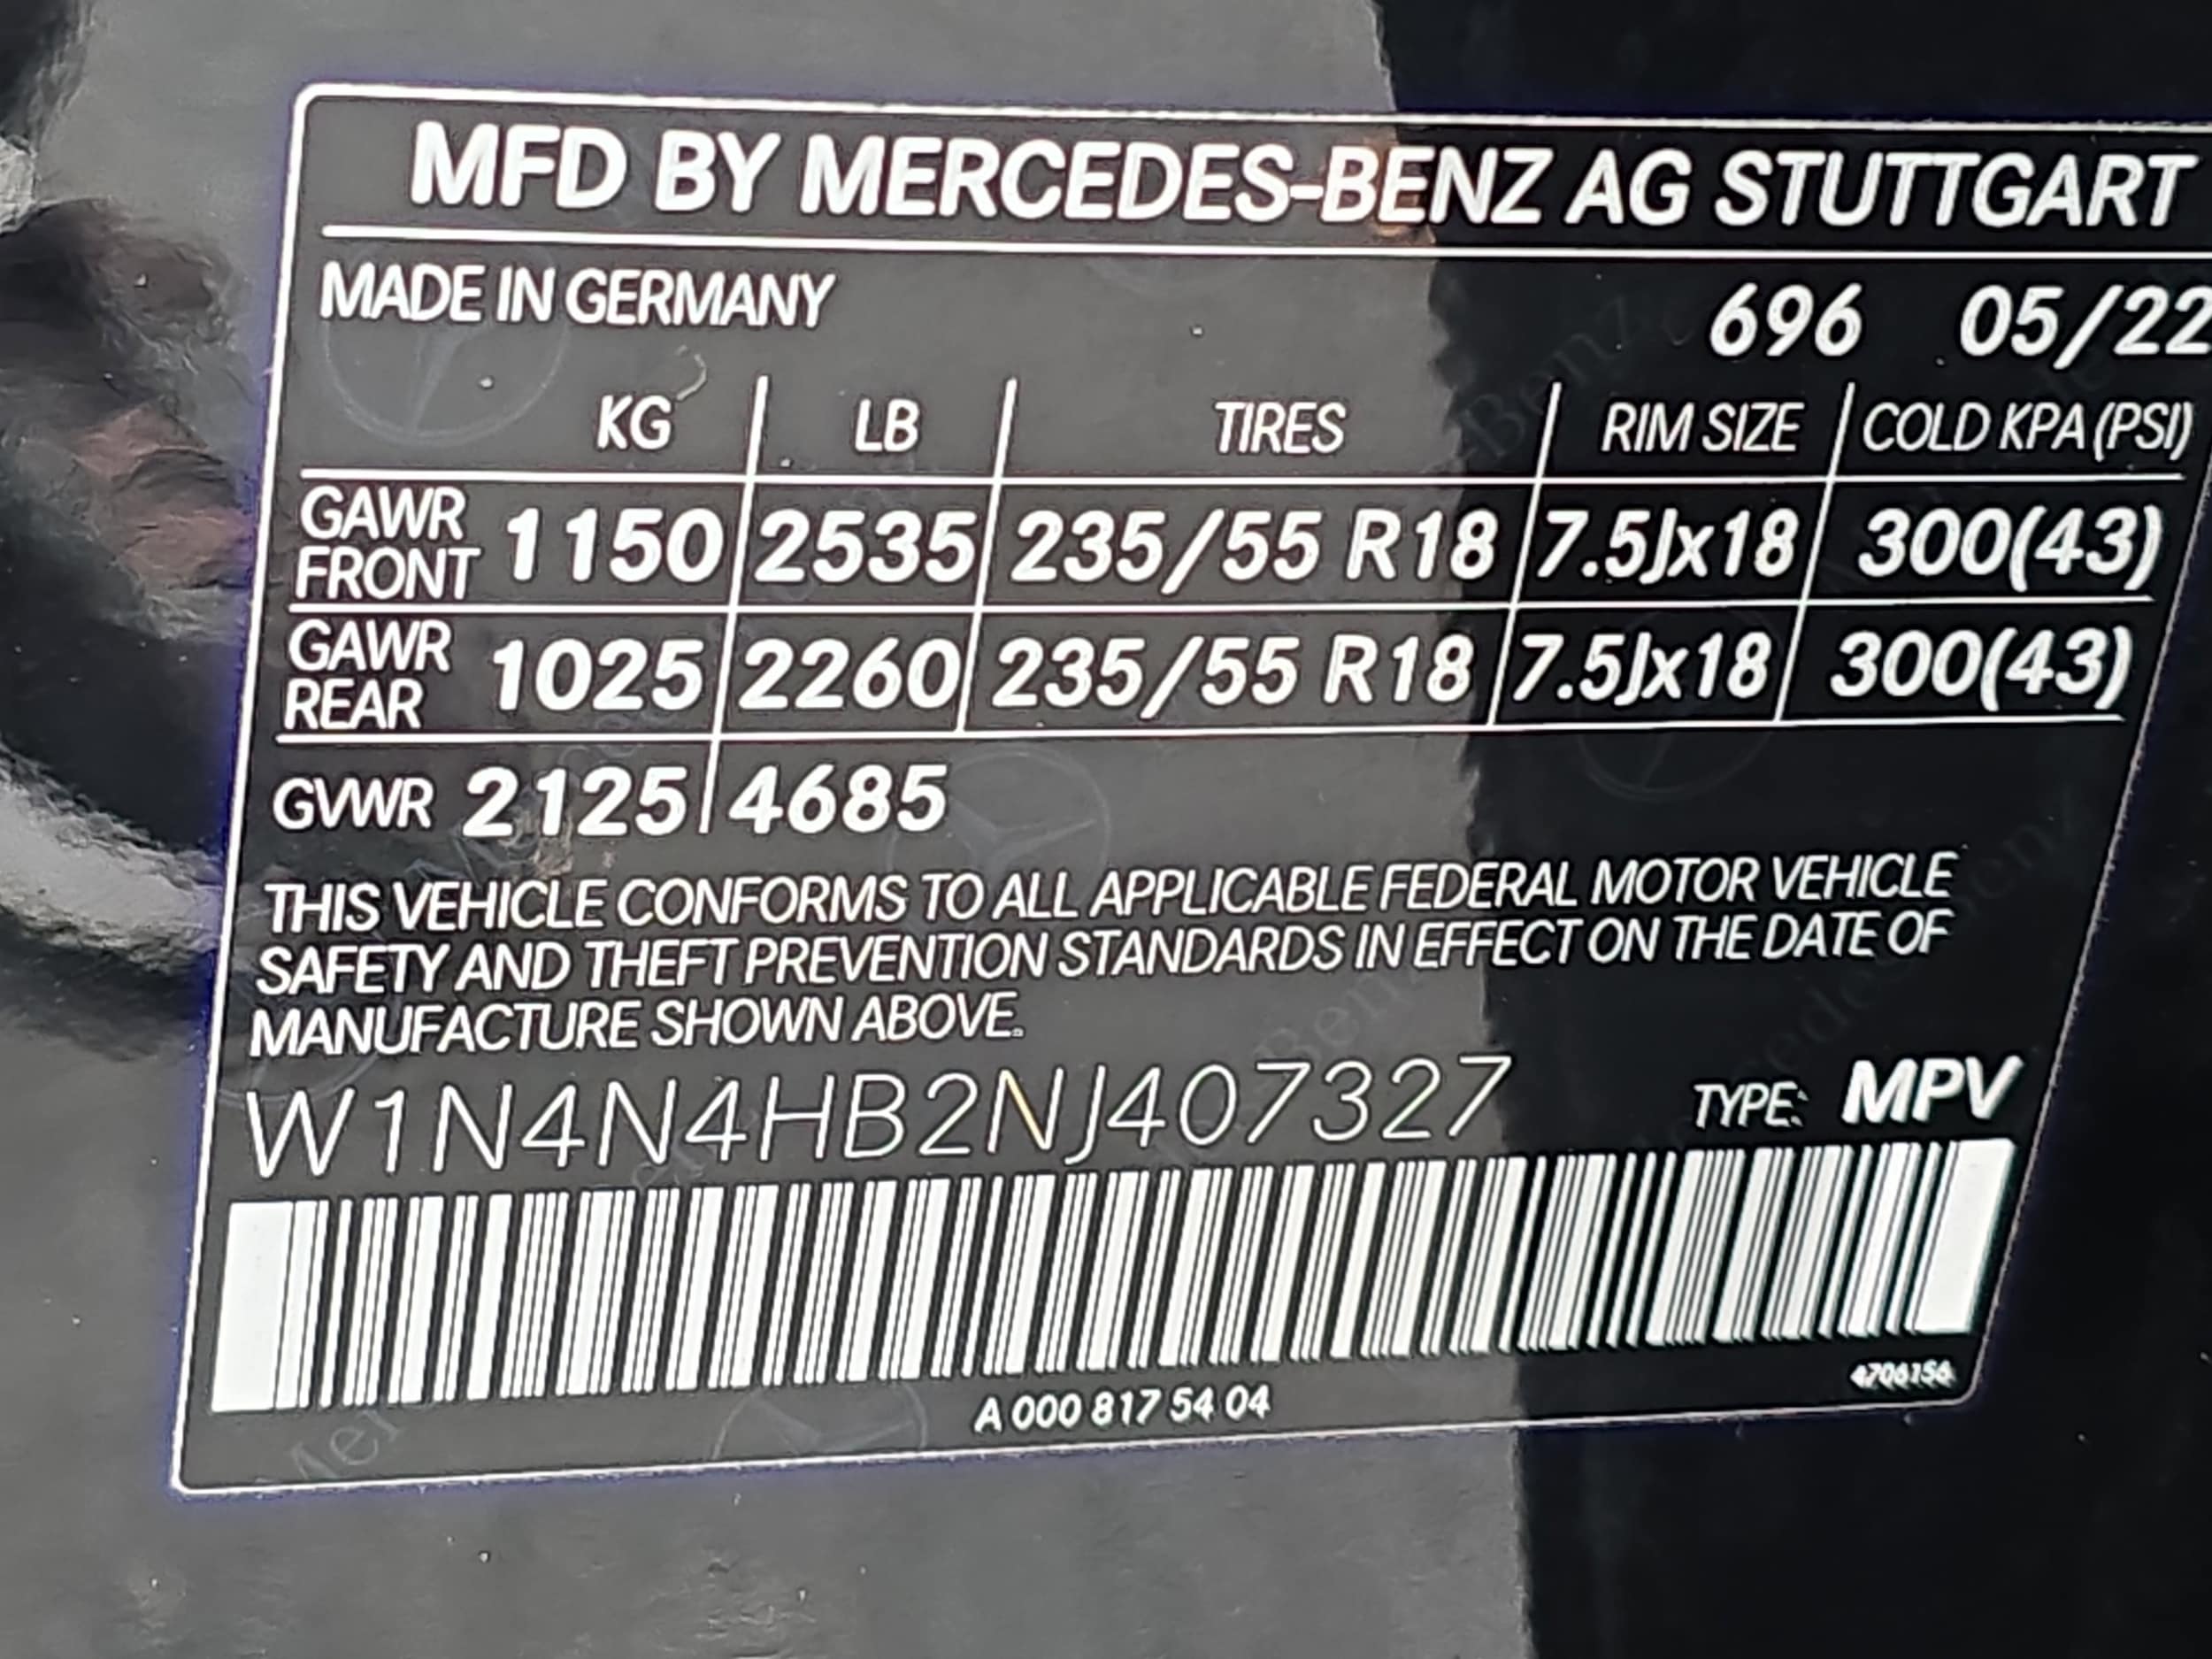 MFD BY MERCEDES-BENZ AG STUTTGART
MADE IN GERMANY
696 05/22
KG LB TIRES RIM SIZE COLD KPA (PSI)
GAWR FRONT 1150 2535 235/55 R18 7.5Jx18 300(43)
GAWR REAR 1025 2260 235/55 R18 7.5Jx18 300(43)
GVWR 2125 4685
THIS VEHICLE CONFORMS TO ALL APPLICABLE FEDERAL MOTOR VEHICLE
SAFETY AND THEFT PREVENTION STANDARDS IN EFFECT ON THE DATE OF
MANUFACTURE SHOWN ABOVE.
W1N4N4HB2NJ407327 TYPE: MPV
A 000 817 54 04
4706156